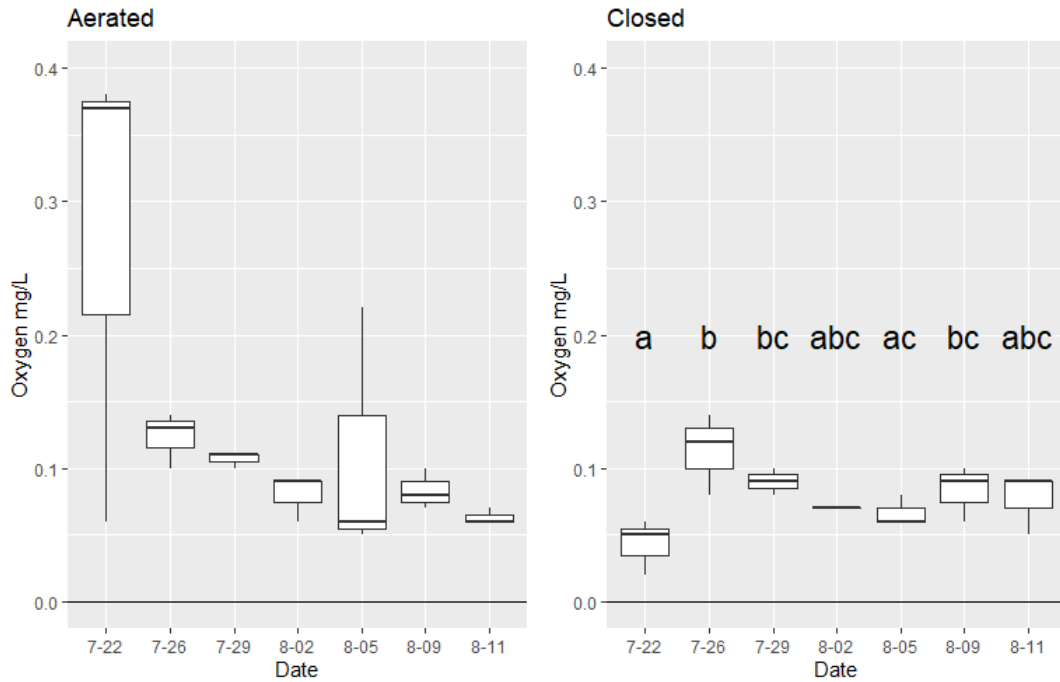 Aerated
Oxygen mg/L
0.4
0.3
0.2
0.1
0.0
7-22 7-26 7-29 8-02 8-05 8-09 8-11
Date
Closed
Oxygen mg/L
0.4
0.3
0.2
0.1
0.0
a b bc abc ac bc abc
7-22 7-26 7-29 8-02 8-05 8-09 8-11
Date